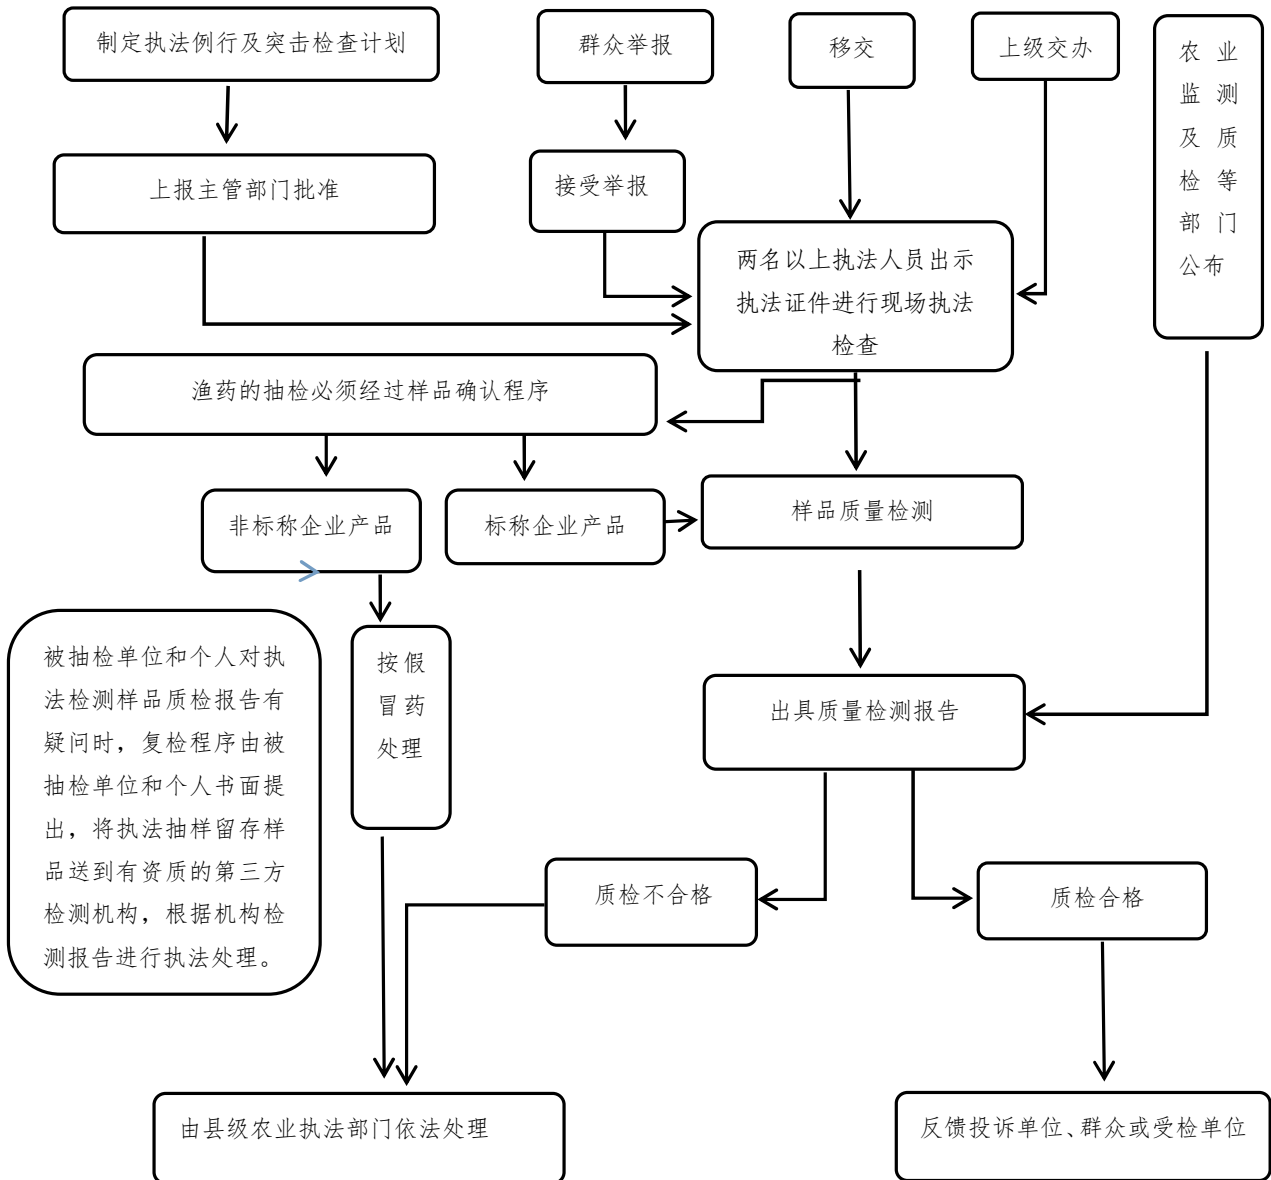 制定执法例行及突击检查计划
群众举报
移交
上级交办
农业
监测
及质
检等
部门
公布
上报主管部门批准
接受举报
两名以上执法人员出示
执法证件进行现场执法
检查
渔药的抽检必须经过样品确认程序
非标称企业产品
标称企业产品
样品质量检测
被抽检单位和个人对执
法检测样品质检报告有
疑问时，复检程序由被
抽检单位和个人书面提
出，将执法抽样留存样
品送到有资质的第三方
检测机构，根据机构检
测报告进行执法处理。
按假
冒药
处理
出具质量检测报告
质检不合格
质检合格
由县级农业执法部门依法处理
反馈投诉单位、群众或受检单位